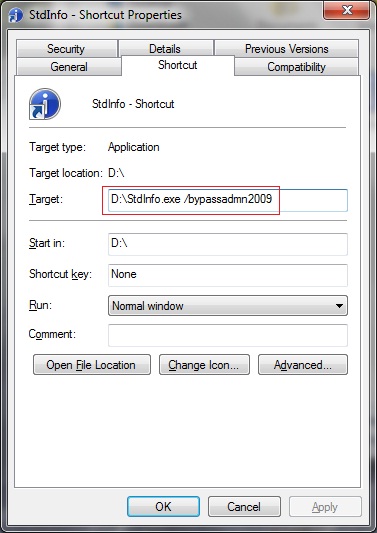 StdInfo - Shortcut Properties
Security Details Previous Versions
General Shortcut Compatibility
StdInfo - Shortcut
Target type: Application
Target location: D:\
Target: D:\StdInfo.exe /bypassadmn2009
Start in: D:\
Shortcut key: None
Run: Normal window
Comment:
Open File Location Change Icon... Advanced...
OK Cancel Apply